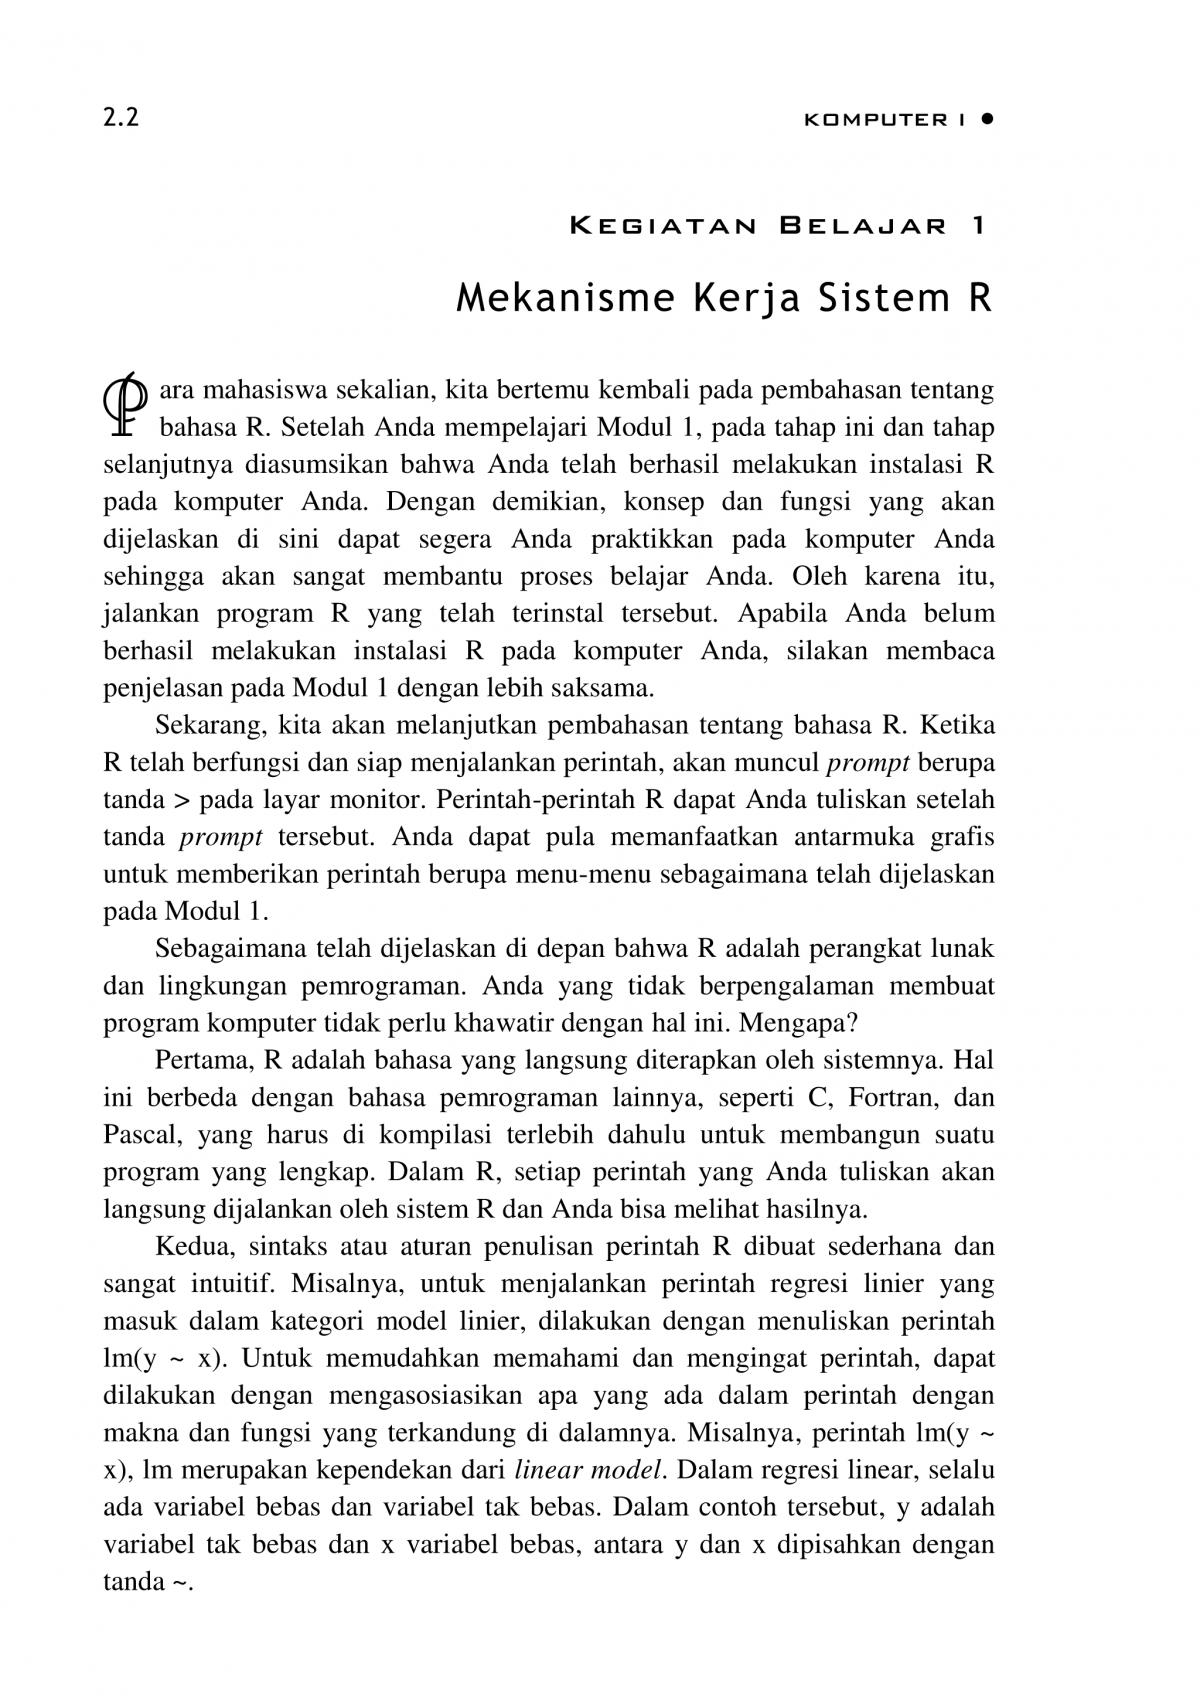 2.2
KOMPUTER I ●
KEGIATAN BELAJAR 1
Mekanisme Kerja Sistem R
Para mahasiswa sekalian, kita bertemu kembali pada pembahasan tentang
bahasa R. Setelah Anda mempelajari Modul 1, pada tahap ini dan tahap
selanjutnya diasumsikan bahwa Anda telah berhasil melakukan instalasi R
pada komputer Anda. Dengan demikian, konsep dan fungsi yang akan
dijelaskan di sini dapat segera Anda praktikkan pada komputer Anda
sehingga akan sangat membantu proses belajar Anda. Oleh karena itu,
jalankan program R yang telah terinstal tersebut. Apabila Anda belum
berhasil melakukan instalasi R pada komputer Anda, silakan membaca
penjelasan pada Modul 1 dengan lebih saksama.
Sekarang, kita akan melanjutkan pembahasan tentang bahasa R. Ketika
R telah berfungsi dan siap menjalankan perintah, akan muncul prompt berupa
tanda > pada layar monitor. Perintah-perintah R dapat Anda tuliskan setelah
tanda prompt tersebut. Anda dapat pula memanfaatkan antarmuka grafis
untuk memberikan perintah berupa menu-menu sebagaimana telah dijelaskan
pada Modul 1.
Sebagaimana telah dijelaskan di depan bahwa R adalah perangkat lunak
dan lingkungan pemrograman. Anda yang tidak berpengalaman membuat
program komputer tidak perlu khawatir dengan hal ini. Mengapa?
Pertama, R adalah bahasa yang langsung diterapkan oleh sistemnya. Hal
ini berbeda dengan bahasa pemrograman lainnya, seperti C, Fortran, dan
Pascal, yang harus di kompilasi terlebih dahulu untuk membangun suatu
program yang lengkap. Dalam R, setiap perintah yang Anda tuliskan akan
langsung dijalankan oleh sistem R dan Anda bisa melihat hasilnya.
Kedua, sintaks atau aturan penulisan perintah R dibuat sederhana dan
sangat intuitif. Misalnya, untuk menjalankan perintah regresi linier yang
masuk dalam kategori model linier, dilakukan dengan menuliskan perintah
lm(y ~ x). Untuk memudahkan memahami dan mengingat perintah, dapat
dilakukan dengan mengasosiasikan apa yang ada dalam perintah dengan
makna dan fungsi yang terkandung di dalamnya. Misalnya, perintah lm(y ~
x), lm merupakan kependekan dari linear model. Dalam regresi linear, selalu
ada variabel bebas dan variabel tak bebas. Dalam contoh tersebut, y adalah
variabel tak bebas dan x variabel bebas, antara y dan x dipisahkan dengan
tanda ~.